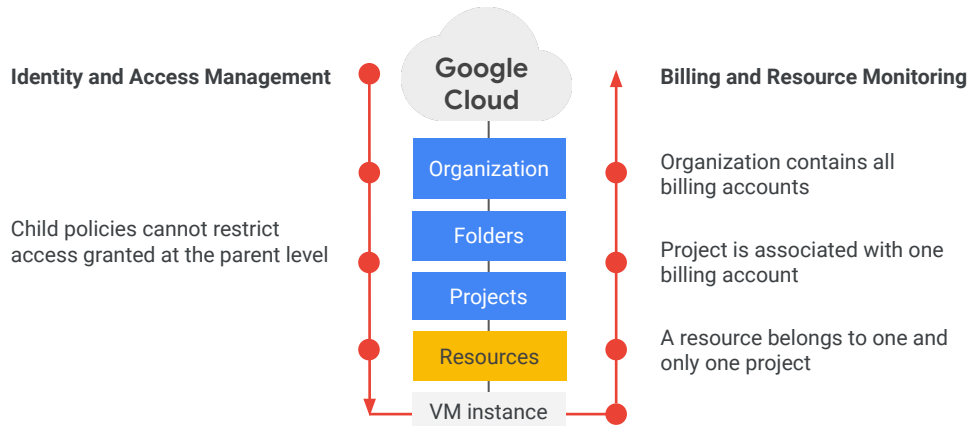 Identity and Access Management
Child policies cannot restrict
access granted at the parent level
Google
Cloud
Organization
Folders
Projects
Resources
VM instance
Billing and Resource Monitoring
Organization contains all
billing accounts
Project is associated with one
billing account
A resource belongs to one and
only one project